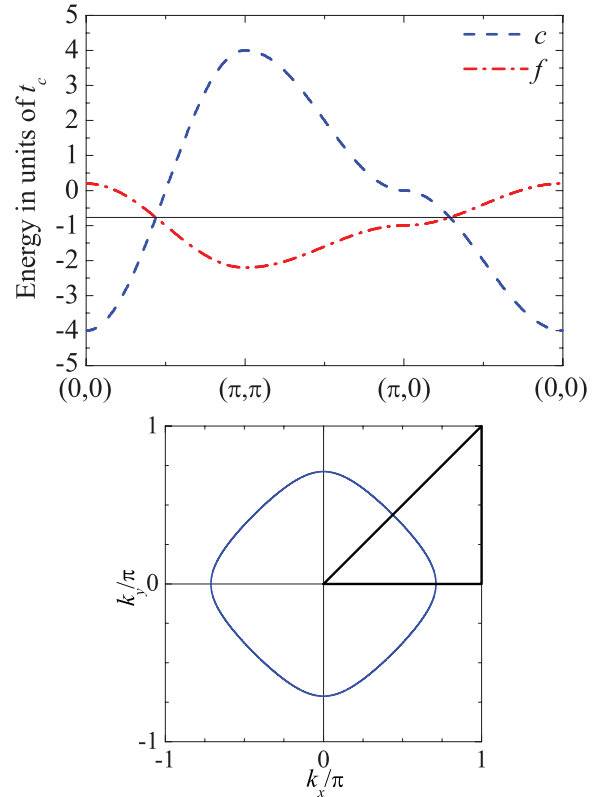 5
c
4
f
3
2
1
0
-1
-2
-3
-4
-5
Energy in units of t_c
(0,0) (π,π) (π,0) (0,0)
1
0
-1
k_y/π
-1 0 1
k_x/π